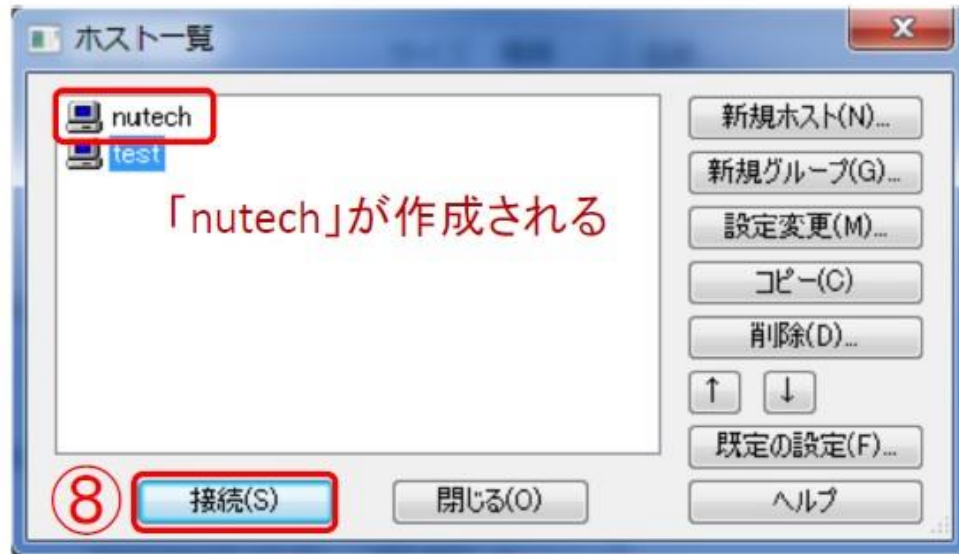 ホスト一覧
x
nutech
test
「nutech」が作成される
新規ホスト(N)...
新規グループ(G)...
設定変更(M)...
コピー(C)
削除(D)...
↑ ↓
既定の設定(F)...
⑧ 接続(S) 閉じる(O) ヘルプ